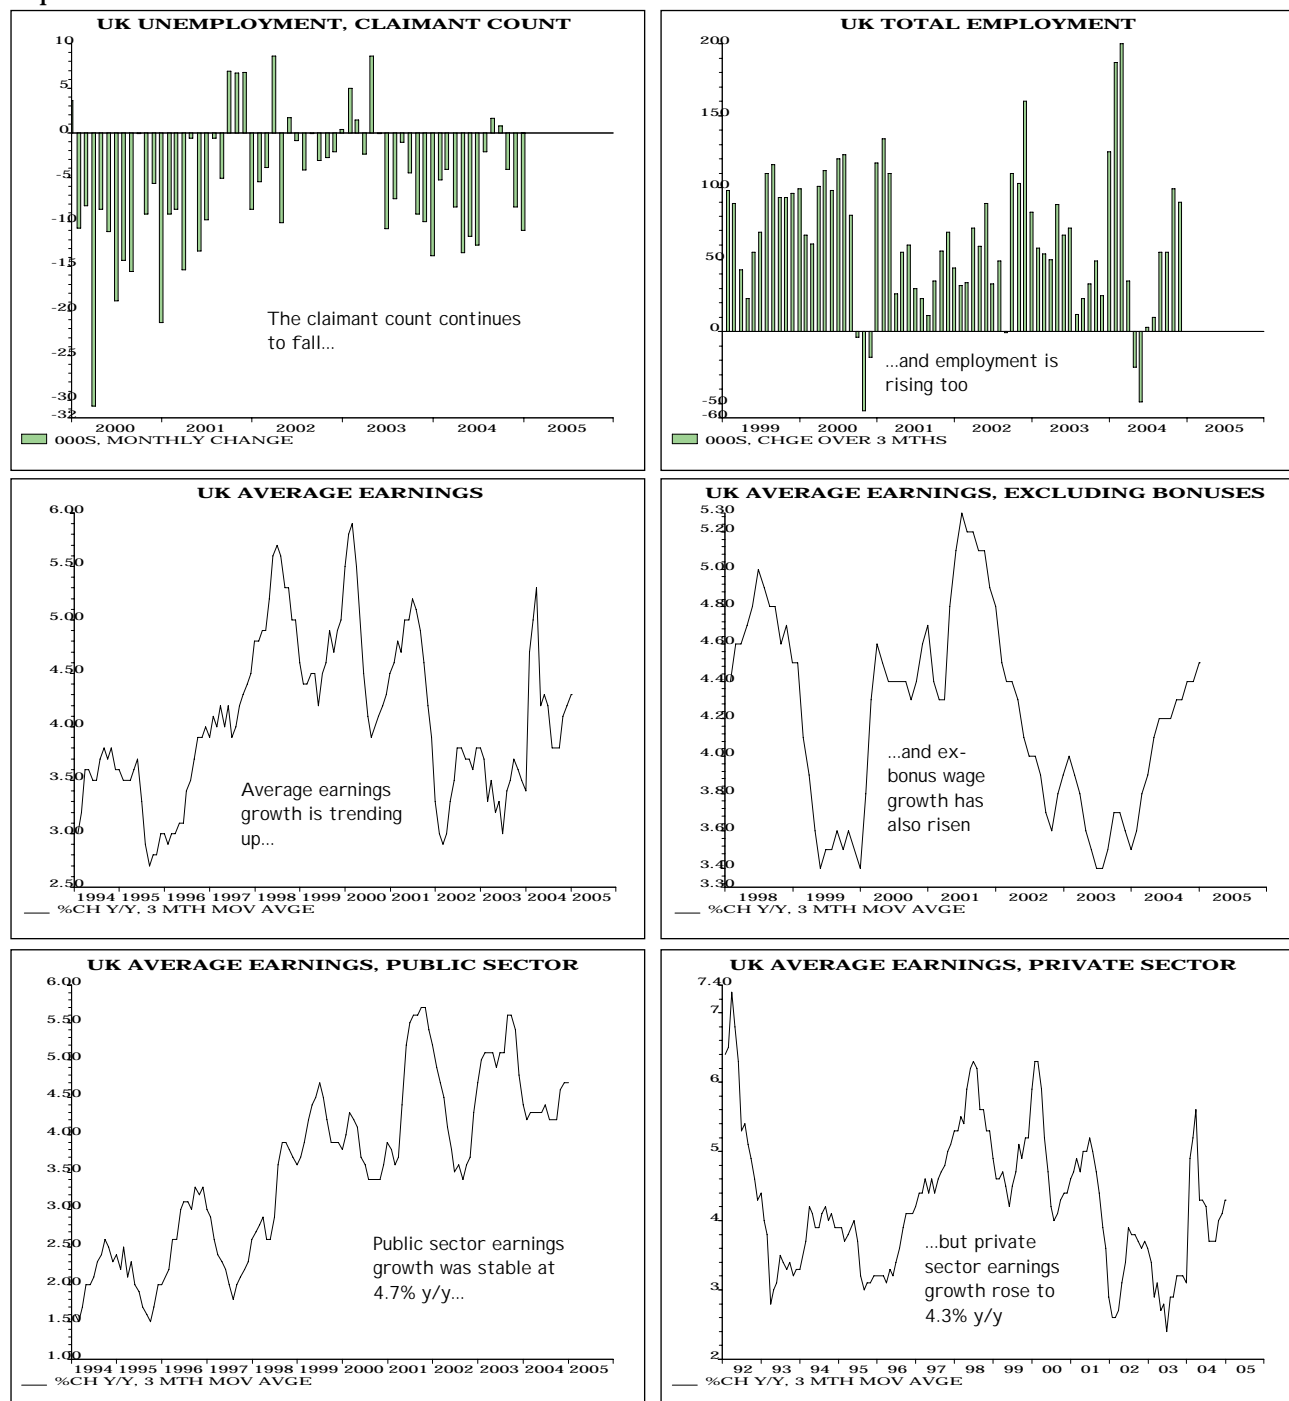 UK UNEMPLOYMENT, CLAIMANT COUNT
10
5
0
-5
-10
-15
-20
-25
-30
-32
The claimant count continues
to fall...
2000 2001 2002 2003 2004 2005
000S, MONTHLY CHANGE
UK TOTAL EMPLOYMENT
200
150
100
50
0
-50
-60
...and employment is
rising too
1999 2000 2001 2002 2003 2004 2005
000S, CHGE OVER 3 MTHS
UK AVERAGE EARNINGS
6.00
5.50
5.00
4.50
4.00
3.50
3.00
2.50
Average earnings
growth is trending
up...
1994 1995 1996 1997 1998 1999 2000 2001 2002 2003 2004 2005
%CH Y/Y, 3 MTH MOV AVGE
UK AVERAGE EARNINGS, EXCLUDING BONUSES
5.30
5.20
5.00
4.80
4.60
4.40
4.20
4.00
3.80
3.60
3.40
3.30
...and ex-
bonus wage
growth has
also risen
1998 1999 2000 2001 2002 2003 2004 2005
%CH Y/Y, 3 MTH MOV AVGE
UK AVERAGE EARNINGS, PUBLIC SECTOR
6.00
5.50
5.00
4.50
4.00
3.50
3.00
2.50
2.00
1.50
1.00
Public sector earnings
growth was stable at
4.7% y/y...
1994 1995 1996 1997 1998 1999 2000 2001 2002 2003 2004 2005
%CH Y/Y, 3 MTH MOV AVGE
UK AVERAGE EARNINGS, PRIVATE SECTOR
7.40
7
6
5
4
3
2
...but private
sector earnings
growth rose to
4.3% y/y
92 93 94 95 96 97 98 99 00 01 02 03 04 05
%CH Y/Y, 3 MTH MOV AVGE